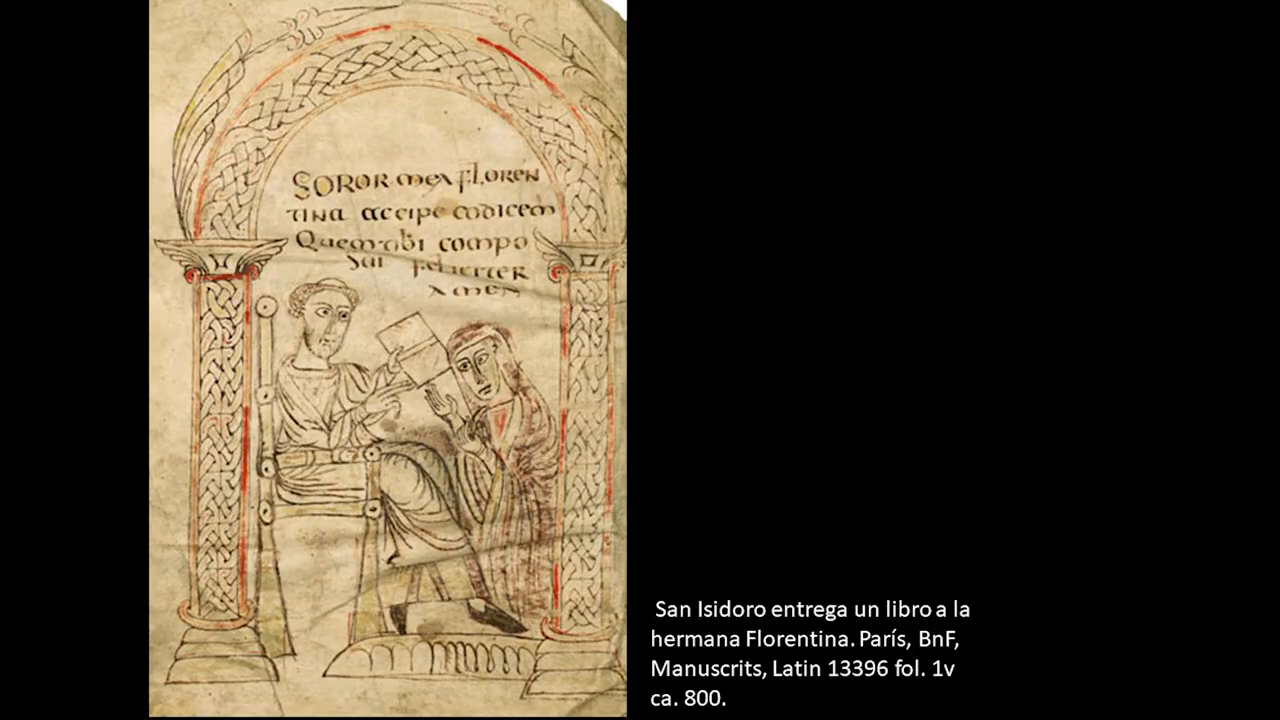 SOROR mea FLOREN
TINA accipe codicem
Quem tibi compo
sui feliciter
AMEN
San Isidoro entrega un libro a la
hermana Florentina. París, BnF,
Manuscrits, Latin 13396 fol. 1v
ca. 800.